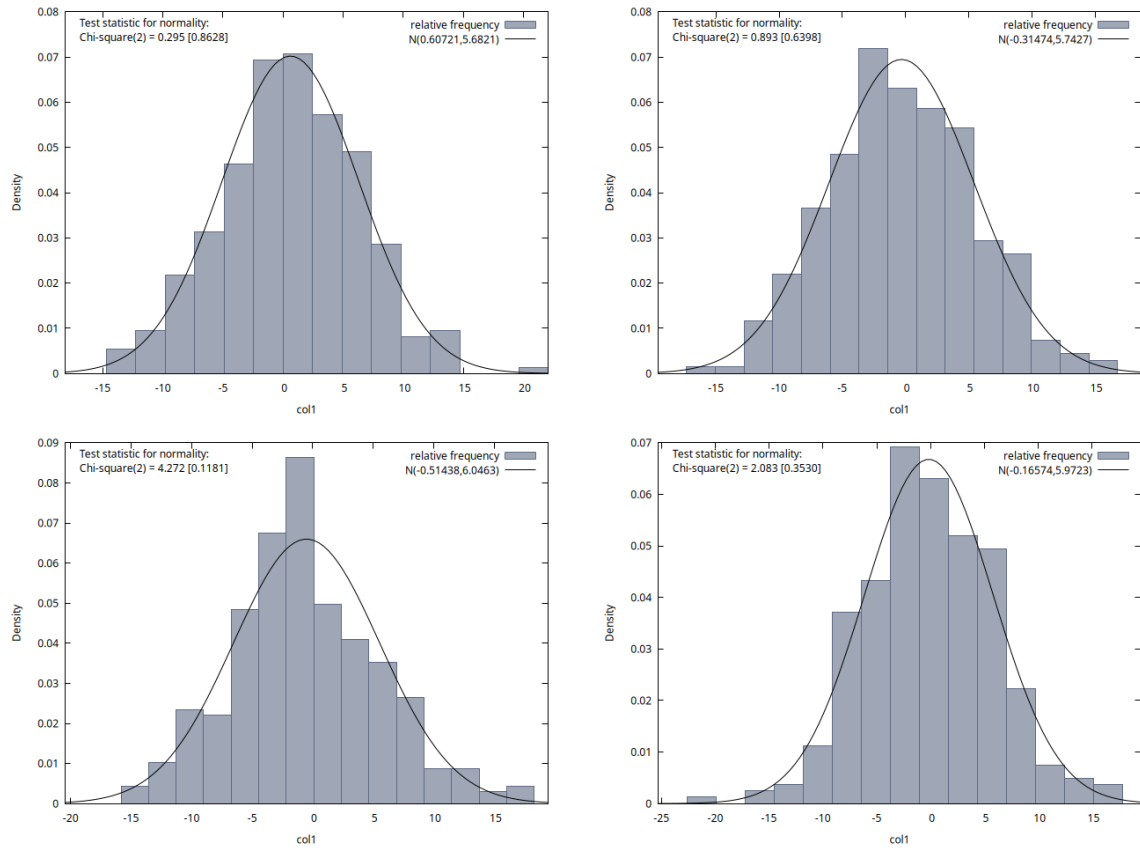 Test statistic for normality:
Chi-square(2) = 0.295 [0.8628]
relative frequency
N(0.60721,5.6821)
0.08
0.07
0.06
0.05
0.04
0.03
0.02
0.01
0
Density
-15 -10 -5 0 5 10 15 20
col1
Test statistic for normality:
Chi-square(2) = 0.893 [0.6398]
relative frequency
N(-0.31474,5.7427)
0.08
0.07
0.06
0.05
0.04
0.03
0.02
0.01
0
Density
-15 -10 -5 0 5 10 15
col1
Test statistic for normality:
Chi-square(2) = 4.272 [0.1181]
relative frequency
N(-0.51438,6.0463)
0.09
0.08
0.07
0.06
0.05
0.04
0.03
0.02
0.01
0
Density
-20 -15 -10 -5 0 5 10 15
col1
Test statistic for normality:
Chi-square(2) = 2.083 [0.3530]
relative frequency
N(-0.16574,5.9723)
0.07
0.06
0.05
0.04
0.03
0.02
0.01
0
Density
-25 -20 -15 -10 -5 0 5 10 15
col1